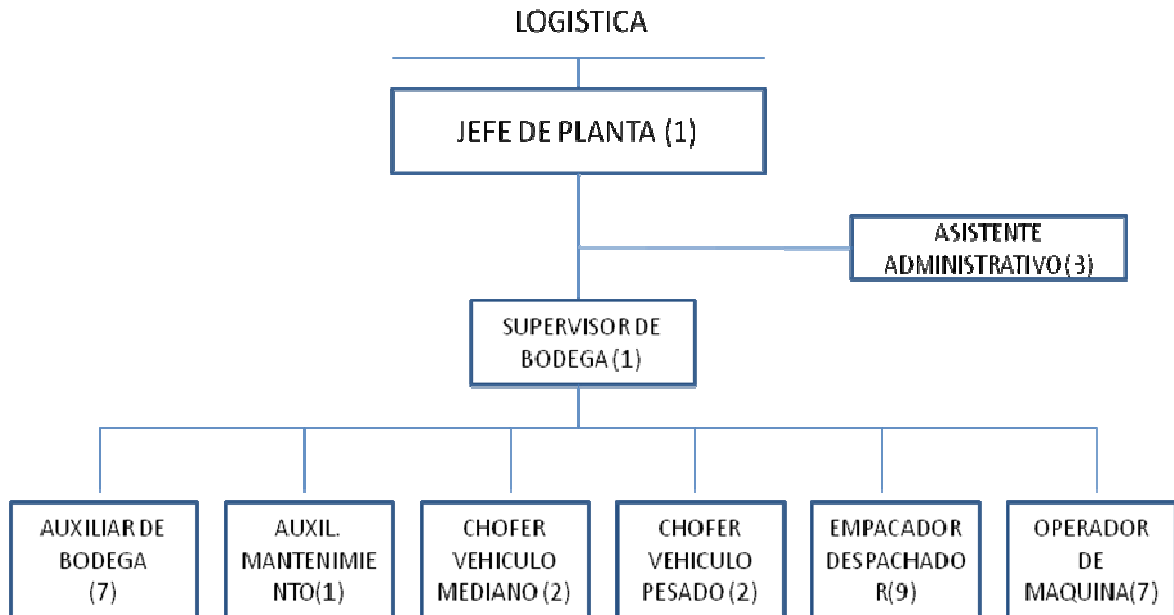 LOGISTICA
JEFE DE PLANTA (1)
ASISTENTE
ADMINISTRATIVO(3)
SUPERVISOR DE
BODEGA (1)
AUXILIAR DE
BODEGA
(7)
AUXIL.
MANTENIMIE
NTO(1)
CHOFER
VEHICULO
MEDIANO (2)
CHOFER
VEHICULO
PESADO (2)
EMPACADOR
DESPACHADO
R(9)
OPERADOR
DE
MAQUINA(7)